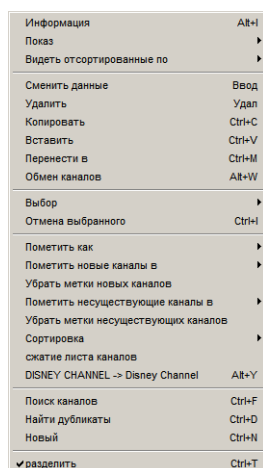 Информация Alt+I
Показ
Видеть отсортированные по
Сменить данные Ввод
Удалить Удал
Копировать Ctrl+C
Вставить Ctrl+V
Перенести в Ctrl+M
Обмен каналов Alt+W
Выбор
Отмена выбранного Ctrl+I
Пометить как
Пометить новые каналы в
Убрать метки новых каналов
Пометить несуществующие каналы в
Убрать метки несуществующих каналов
Сортировка
сжатие листа каналов
DISNEY CHANNEL -> Disney Channel Alt+Y
Поиск каналов Ctrl+F
Найти дубликаты Ctrl+D
Новый Ctrl+N
разделить Ctrl+T